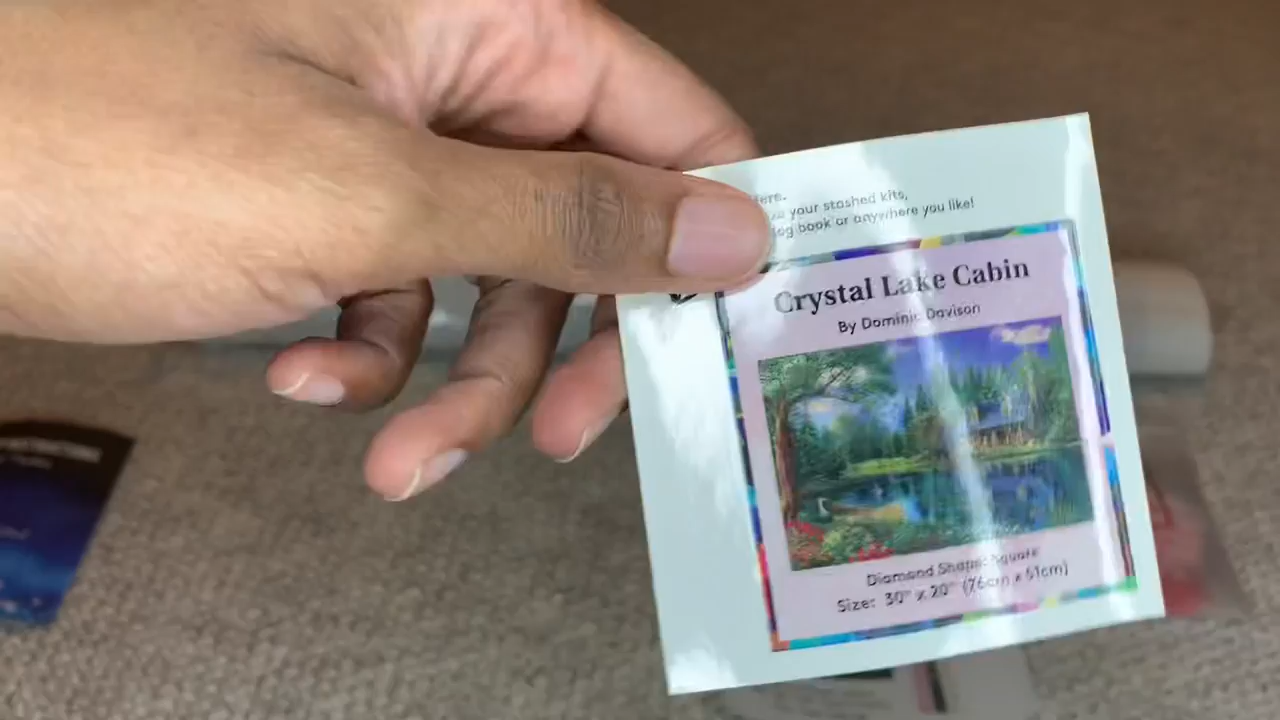 your stashed kits,
log book or anywhere you like!
Crystal Lake Cabin
By Dominic Davison
Diamond Shape: Square
Size: 30" x 20" (76cm x 51cm)